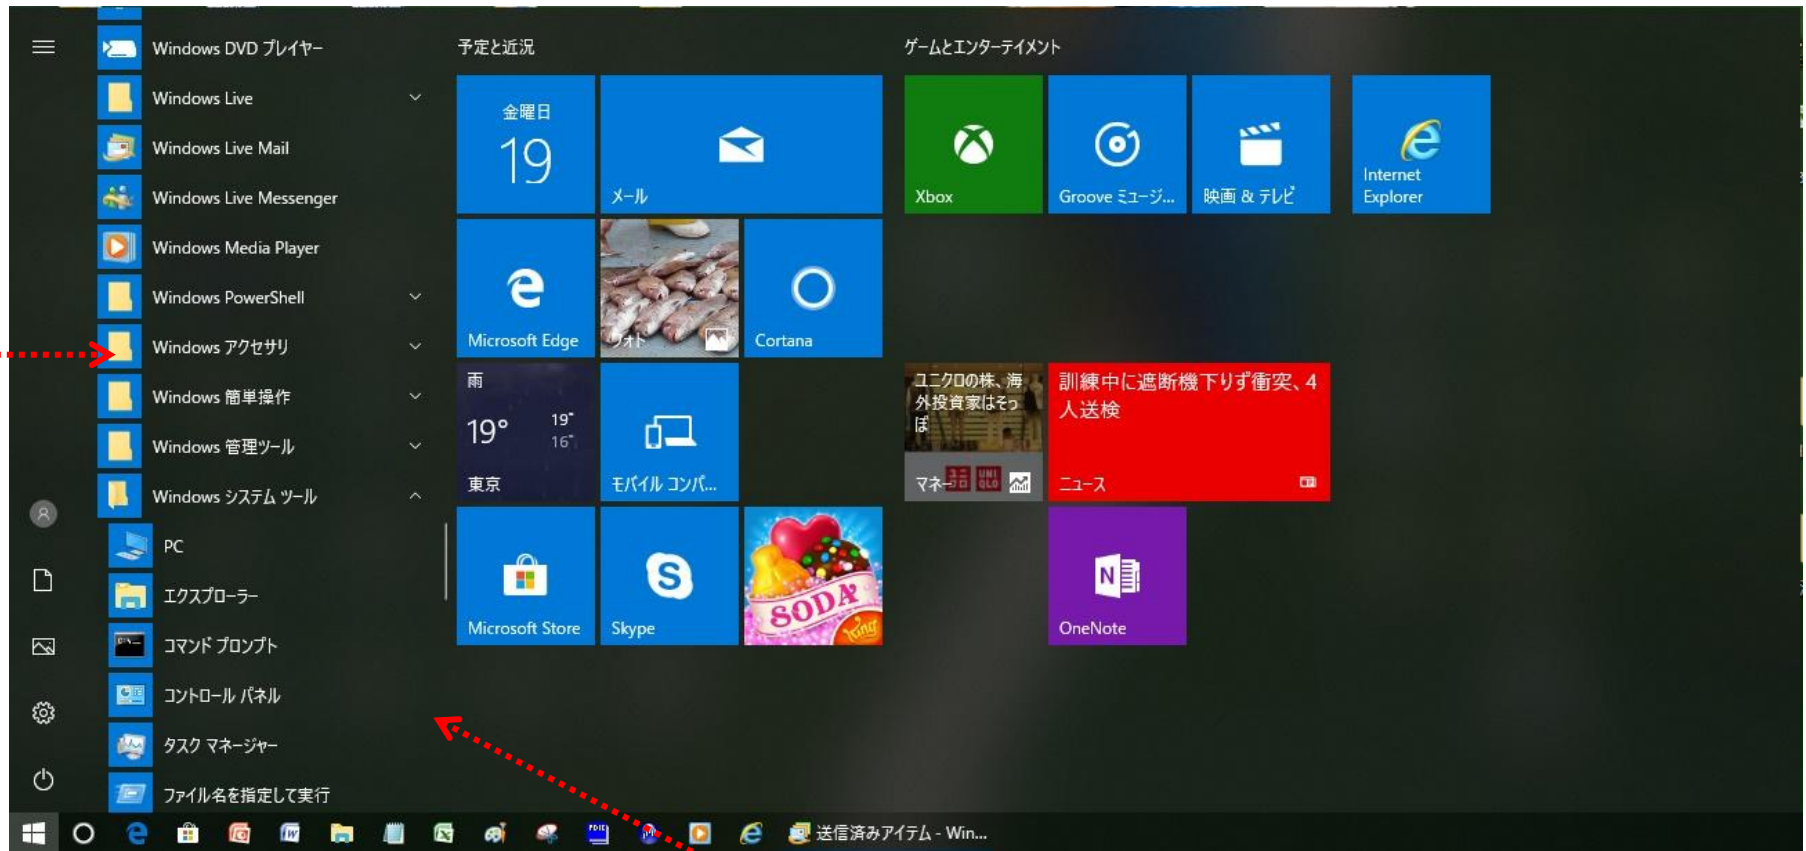 Windows DVD プレイヤー
Windows Live
Windows Live Mail
Windows Live Messenger
Windows Media Player
Windows PowerShell
Windows アクセサリ
Windows 簡単操作
Windows 管理ツール
Windows システム ツール
PC
エクスプローラー
コマンド プロンプト
コントロール パネル
タスク マネージャー
ファイル名を指定して実行
予定と近況
金曜日
19
メール
Microsoft Edge
フォト
Cortana
雨
19°
19°
16°
東京
モバイル コンパ...
Microsoft Store
Skype
SODA
King
ゲームとエンターテイメント
Xbox
Groove ミュージ...
映画 & テレビ
Internet
Explorer
ユニクロの株、海
外投資家はそっ
ぽ
マネー
UNI
QLO
訓練中に遮断機下りず衝突、4
人送検
ニュース
N
OneNote
PDIC
送信済みアイテム - Win...